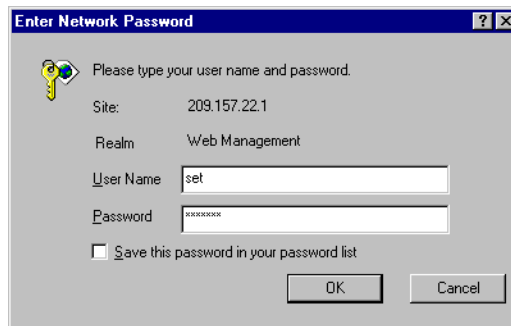 Enter Network Password
Please type your user name and password.
Site: 209.157.22.1
Realm Web Management
User Name set
Password *******
Save this password in your password list
OK Cancel